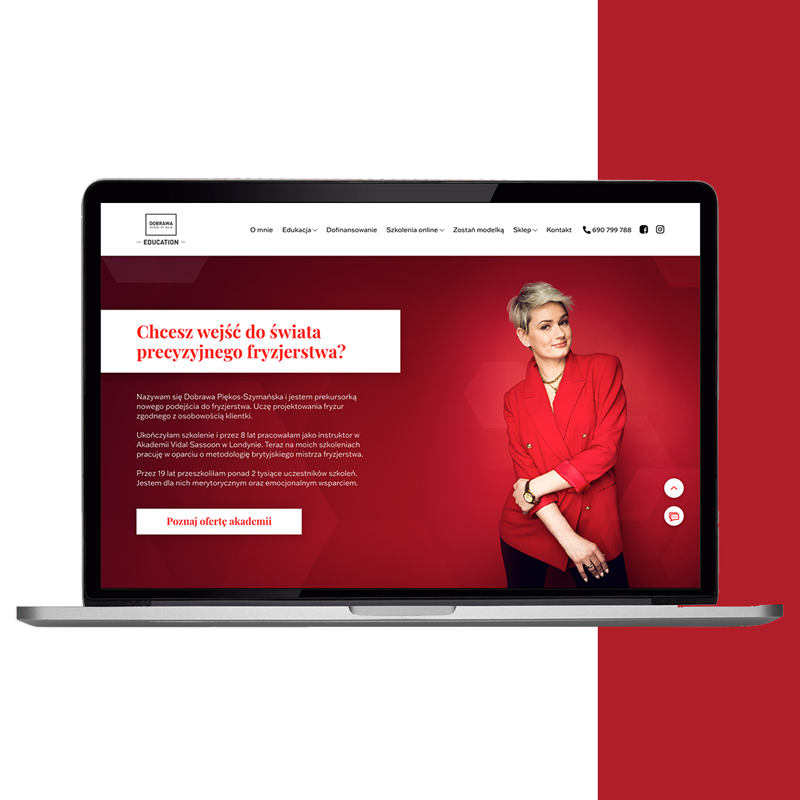 DOBRAWA
EDUCATION
O mnie Edukacja Dofinansowanie Szkolenia online Zostań modelką Sklep Kontakt 690 799 788
Chcesz wejść do świata
precyzyjnego fryzjerstwa?
Nazywam się Dobrawa Piękos-Szymańska i jestem prekursorką
nowego podejścia do fryzjerstwa. Uczę projektowania fryzur
zgodnego z osobowością klientki.
Ukończyłam szkolenie i przez 8 lat pracowałam jako instruktor w
Akademii Vidal Sassoon w Londynie. Teraz na moich szkoleniach
pracuję w oparciu o metodologię brytyjskiego mistrza fryzjerstwa.
Przez 19 lat przeszkoliłam ponad 2 tysiące uczestników szkoleń.
Jestem dla nich merytorycznym oraz emocjonalnym wsparciem.
Poznaj ofertę akademii